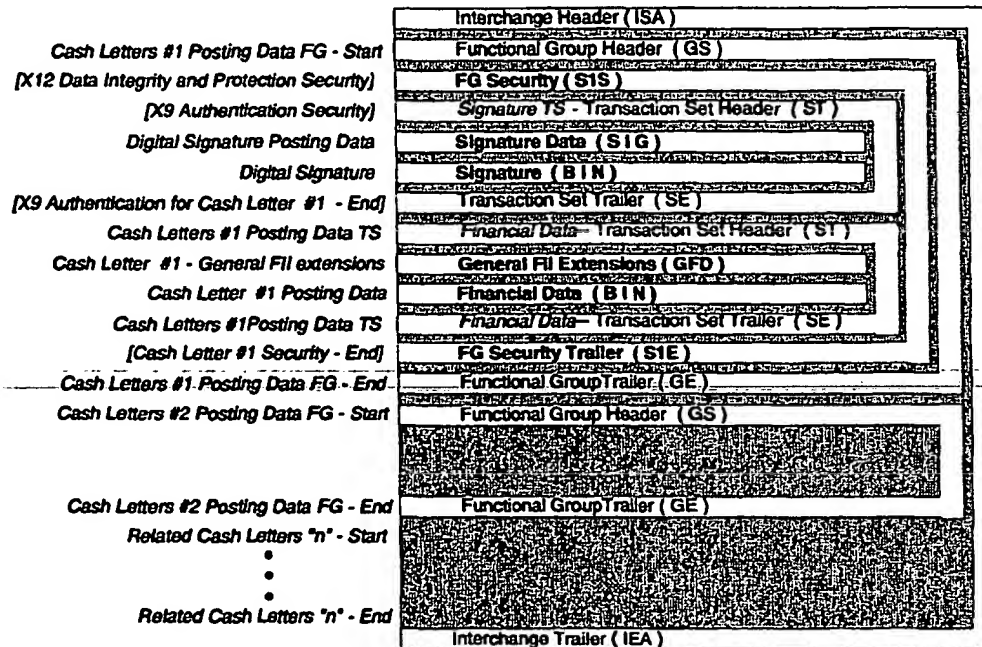 Interchange Header ( ISA )
Cash Letters #1 Posting Data FG - Start Functional Group Header ( GS )
[X12 Data Integrity and Protection Security] FG Security ( S1S )
[X9 Authentication Security] Signature TS - Transaction Set Header ( ST )
Digital Signature Posting Data Signature Data ( S I G )
Digital Signature Signature ( B I N )
[X9 Authentication for Cash Letter #1 - End] Transaction Set Trailer ( SE )
Cash Letters #1 Posting Data TS Financial Data– Transaction Set Header ( ST )
Cash Letter #1 - General FII extensions General FII Extensions ( GFD )
Cash Letter #1 Posting Data Financial Data ( B I N )
Cash Letters #1Posting Data TS Financial Data– Transaction Set Trailer ( SE )
[Cash Letter #1 Security - End] FG Security Trailer ( S1E )
Cash Letters #1 Posting Data FG - End Functional GroupTrailer ( GE )
Cash Letters #2 Posting Data FG - Start Functional Group Header ( GS )
Cash Letters #2 Posting Data FG - End Functional GroupTrailer ( GE )
Related Cash Letters "n" - Start
Related Cash Letters "n" - End
Interchange Trailer ( IEA )